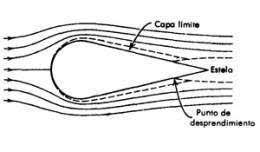 Capa límite
Estela
Punto de
desprendimiento